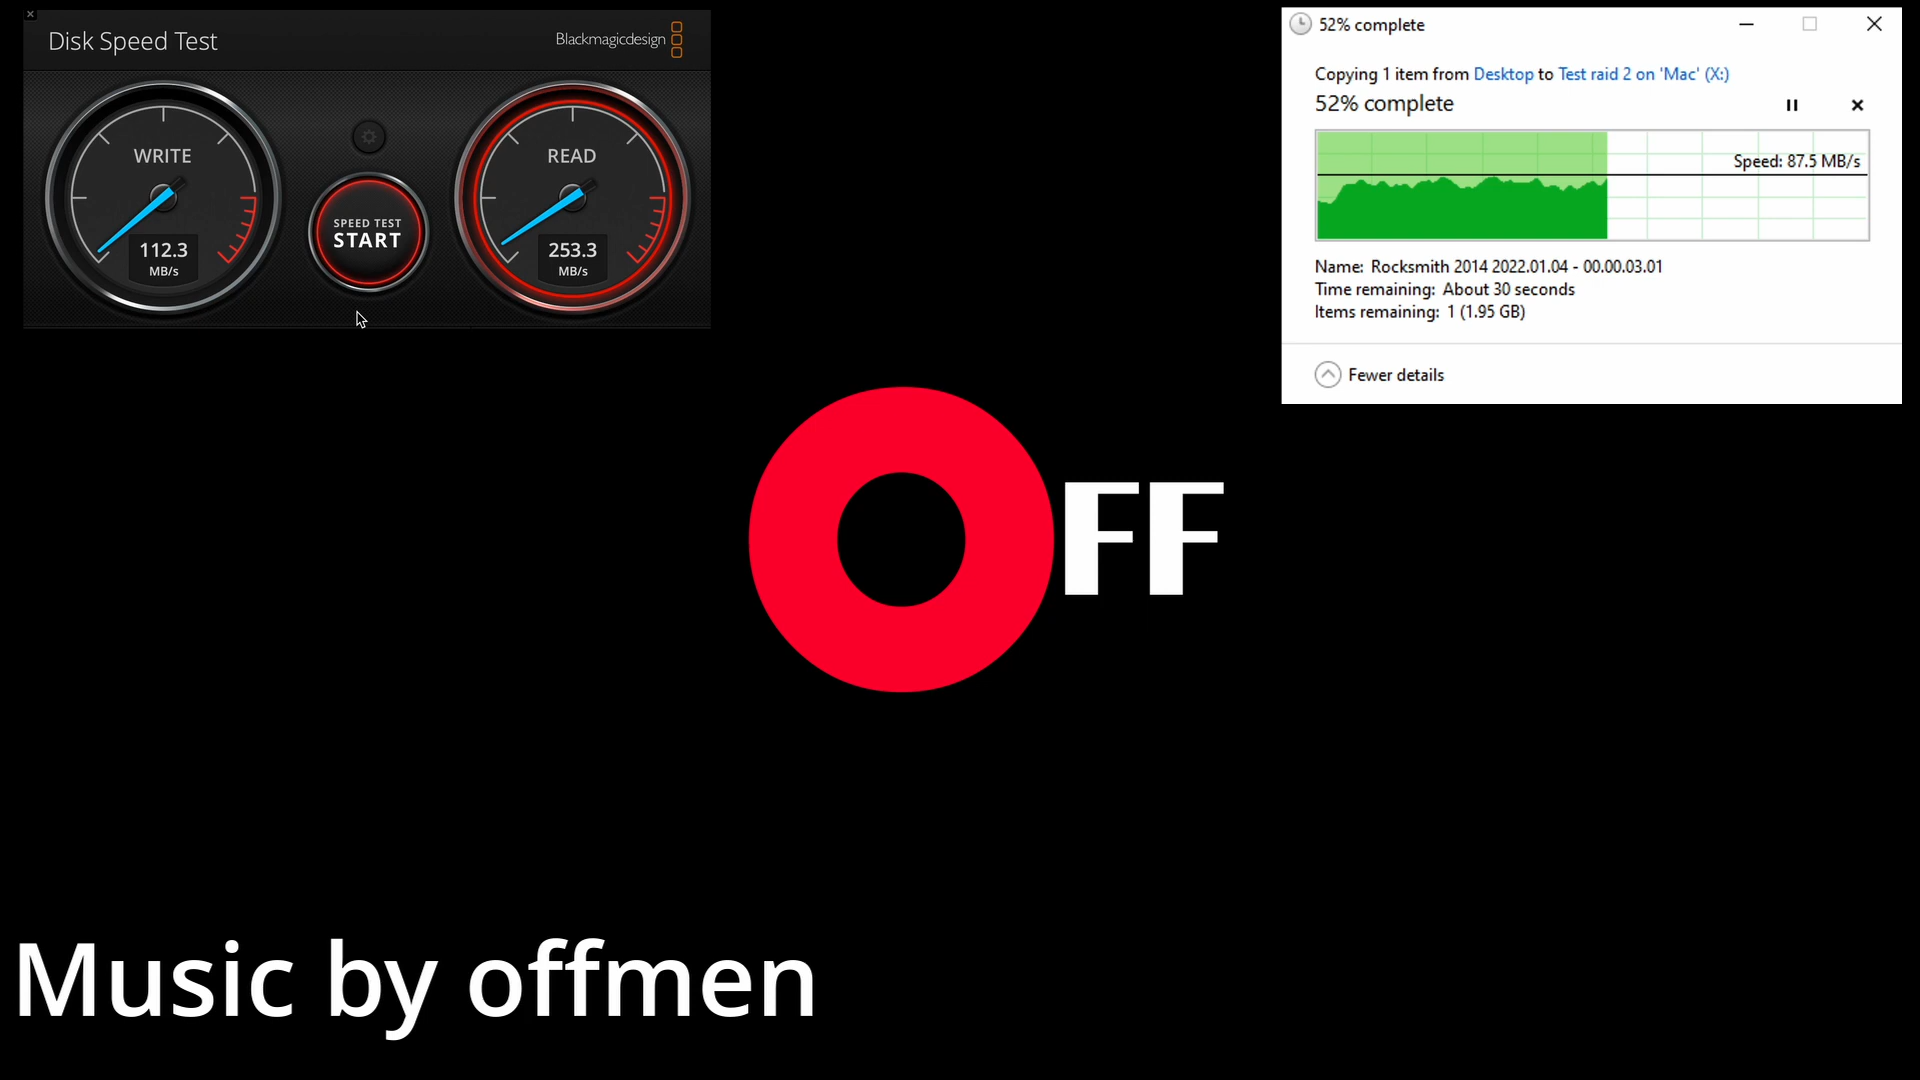 Disk Speed Test
Blackmagicdesign
WRITE
112.3
MB/s
SPEED TEST
START
READ
253.3
MB/s
52% complete
Copying 1 item from Desktop to Test raid 2 on 'Mac' (X:)
52% complete
Speed: 87.5 MB/s
Name: Rocksmith 2014 2022.01.04 - 00.00.03.01
Time remaining: About 30 seconds
Items remaining: 1 (1.95 GB)
Fewer details
OFF
Music by offmen